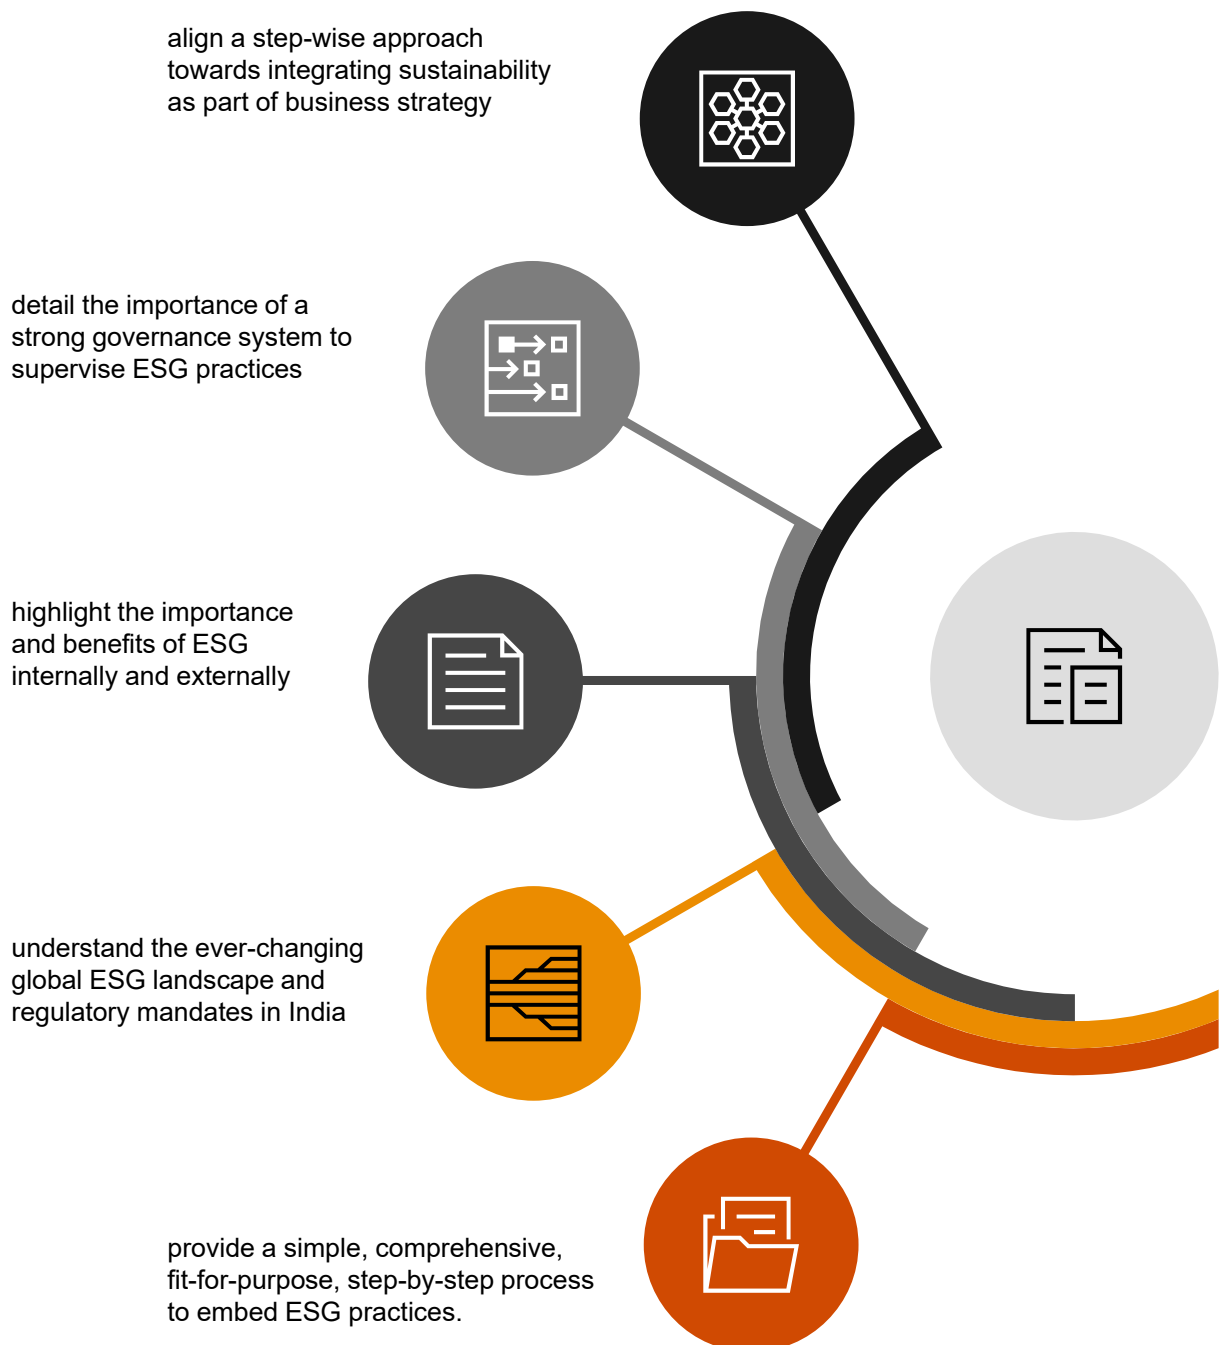 align a step-wise approach
towards integrating sustainability
as part of business strategy
detail the importance of a
strong governance system to
supervise ESG practices
highlight the importance
and benefits of ESG
internally and externally
understand the ever-changing
global ESG landscape and
regulatory mandates in India
provide a simple, comprehensive,
fit-for-purpose, step-by-step process
to embed ESG practices.